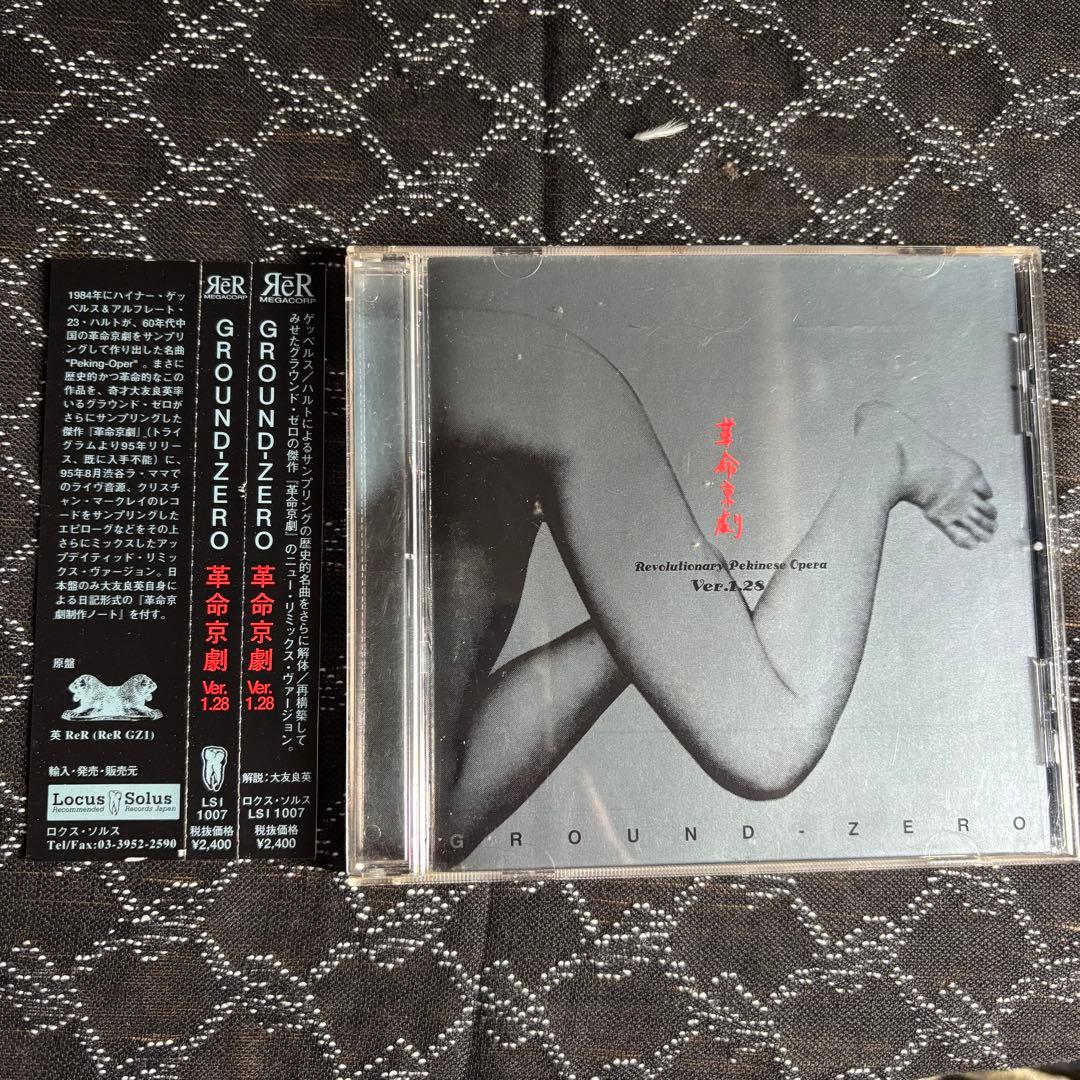 1984年にハイナー・ゲッ
ベルス&アルフレート・
23・ハルトが、60年代中
国の革命京劇をサンプリ
ングして作り出した名曲
"Peking-Oper"。まさに
歴史的かつ革命的なこの
作品を、奇才大友良英率
いるグラウンド・ゼロが
さらにサンプリングした
傑作『革命京劇』(トライ
グラムより95年リリー
ス、既に入手不能)に、
95年8月渋谷ラ・ママで
のライヴ音源、クリスチ
ャン・マークレイのレコ
ードをサンプリングした
エピローグなどをその上
さらにミックスしたアッ
プデイティッド・リミッ
クス・ヴァージョン。日
本盤のみ大友良英自身に
よる日記形式の『革命京
劇制作ノート』を付す。
原盤
英 ReR (ReR GZ1)
輸入・発売・販売元
Locus Solus
Recommended Records Japan
ロクス・ソルス
Tel/Fax:03-3952-2590
ЯēR
MEGACORP
GROUND-ZERO
革命京劇
Ver.
1.28
LSI
1007
税抜価格
¥2,400
ЯēR
MEGACORP
GROUND-ZERO
革命京劇
Ver.
1.28
ゲッベルス/ハルトによるサンプリングの歴史的名曲をさらに解体/再構築して
みせたグラウンド・ゼロの傑作『革命京劇』のニュー・リミックス・ヴァージョン。
解説:大友良英
ロクス・ソルス
LSI 1007
税抜価格
¥2,400
革命京劇
Revolutionary Pekinese Opera
Ver.1.28
GROUND-ZERO